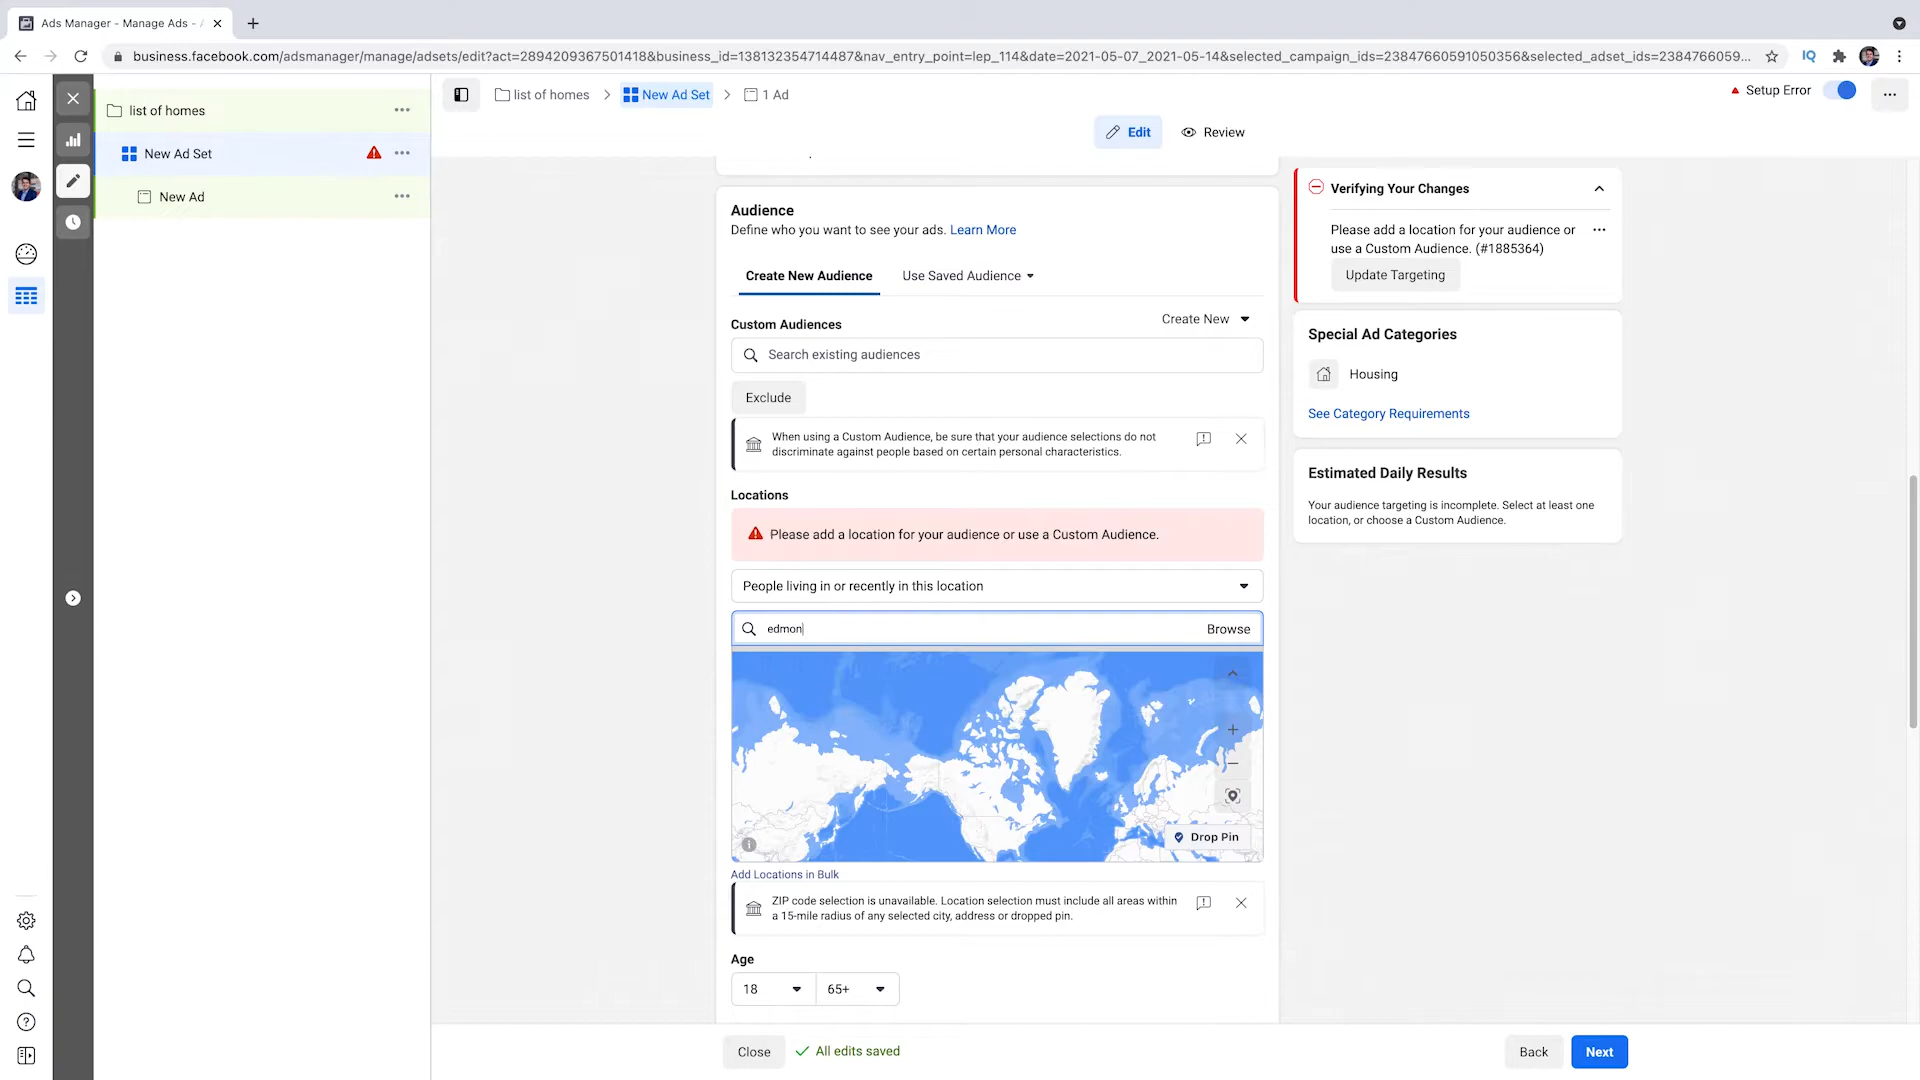 Ads Manager - Manage Ads - A
business.facebook.com/adsmanager/manage/adsets/edit?act=2894209367501418&business_id=138132354714487&nav_entry_point=lep_114&date=2021-05-07_2021-05-14&selected_campaign_ids=23847660591050356&selected_adset_ids=238476605 9...
IQ
list of homes
New Ad Set
New Ad
list of homes
New Ad Set
1 Ad
Setup Error
Edit
Review
Audience
Define who you want to see your ads. Learn More
Create New Audience
Use Saved Audience
Custom Audiences
Create New
Search existing audiences
Exclude
When using a Custom Audience, be sure that your audience selections do not
discriminate against people based on certain personal characteristics.
Locations
Please add a location for your audience or use a Custom Audience.
People living in or recently in this location
edmon
Browse
Drop Pin
Add Locations in Bulk
ZIP code selection is unavailable. Location selection must include all areas within
a 15-mile radius of any selected city, address or dropped pin.
Age
18
65+
Verifying Your Changes
Please add a location for your audience or
use a Custom Audience. (#1885364)
Update Targeting
Special Ad Categories
Housing
See Category Requirements
Estimated Daily Results
Your audience targeting is incomplete. Select at least one
location, or choose a Custom Audience.
Close
All edits saved
Back
Next